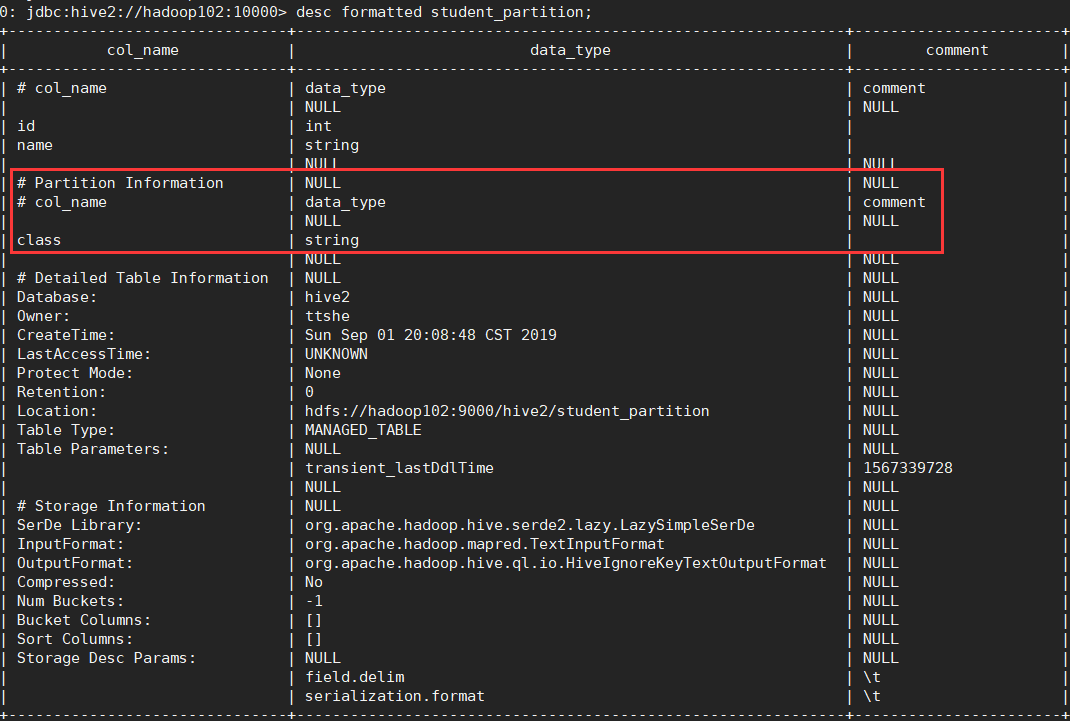 0: jdbc:hive2://hadoop102:10000> desc formatted student_partition;
| col_name | data_type | comment |
| # col_name | data_type | comment |
| | NULL | NULL |
| id | int | |
| name | string | |
| | NULL | NULL |
| # Partition Information | NULL | NULL |
| # col_name | data_type | comment |
| | NULL | NULL |
| class | string | |
| | NULL | NULL |
| # Detailed Table Information | NULL | NULL |
| Database: | hive2 | NULL |
| Owner: | ttshe | NULL |
| CreateTime: | Sun Sep 01 20:08:48 CST 2019 | NULL |
| LastAccessTime: | UNKNOWN | NULL |
| Protect Mode: | None | NULL |
| Retention: | 0 | NULL |
| Location: | hdfs://hadoop102:9000/hive2/student_partition | NULL |
| Table Type: | MANAGED_TABLE | NULL |
| Table Parameters: | NULL | NULL |
| | transient_lastDdlTime | 1567339728 |
| | NULL | NULL |
| # Storage Information | NULL | NULL |
| SerDe Library: | org.apache.hadoop.hive.serde2.lazy.LazySimpleSerDe | NULL |
| InputFormat: | org.apache.hadoop.mapred.TextInputFormat | NULL |
| OutputFormat: | org.apache.hadoop.hive.ql.io.HiveIgnoreKeyTextOutputFormat | NULL |
| Compressed: | No | NULL |
| Num Buckets: | -1 | NULL |
| Bucket Columns: | [] | NULL |
| Sort Columns: | [] | NULL |
| Storage Desc Params: | NULL | NULL |
| | field.delim | \t |
| | serialization.format | \t |